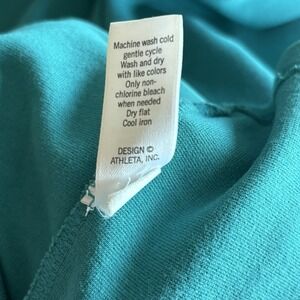 Machine wash cold
gentle cycle
Wash and dry
with like colors
Only non-
chlorine bleach
when needed
Dry flat
Cool iron
DESIGN ©
ATHLETA, INC.